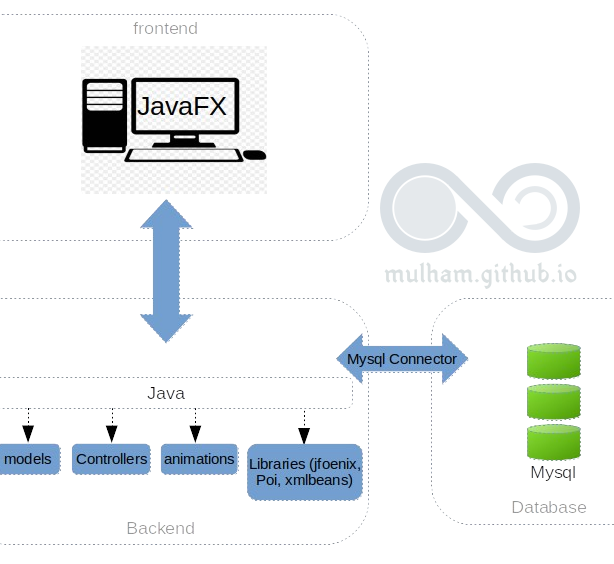 frontend
JavaFX
mulham.github.io
Mysql Connector
Java
models
Controllers
animations
Libraries (jfoenix,
Poi, xmlbeans)
Mysql
Database
Backend